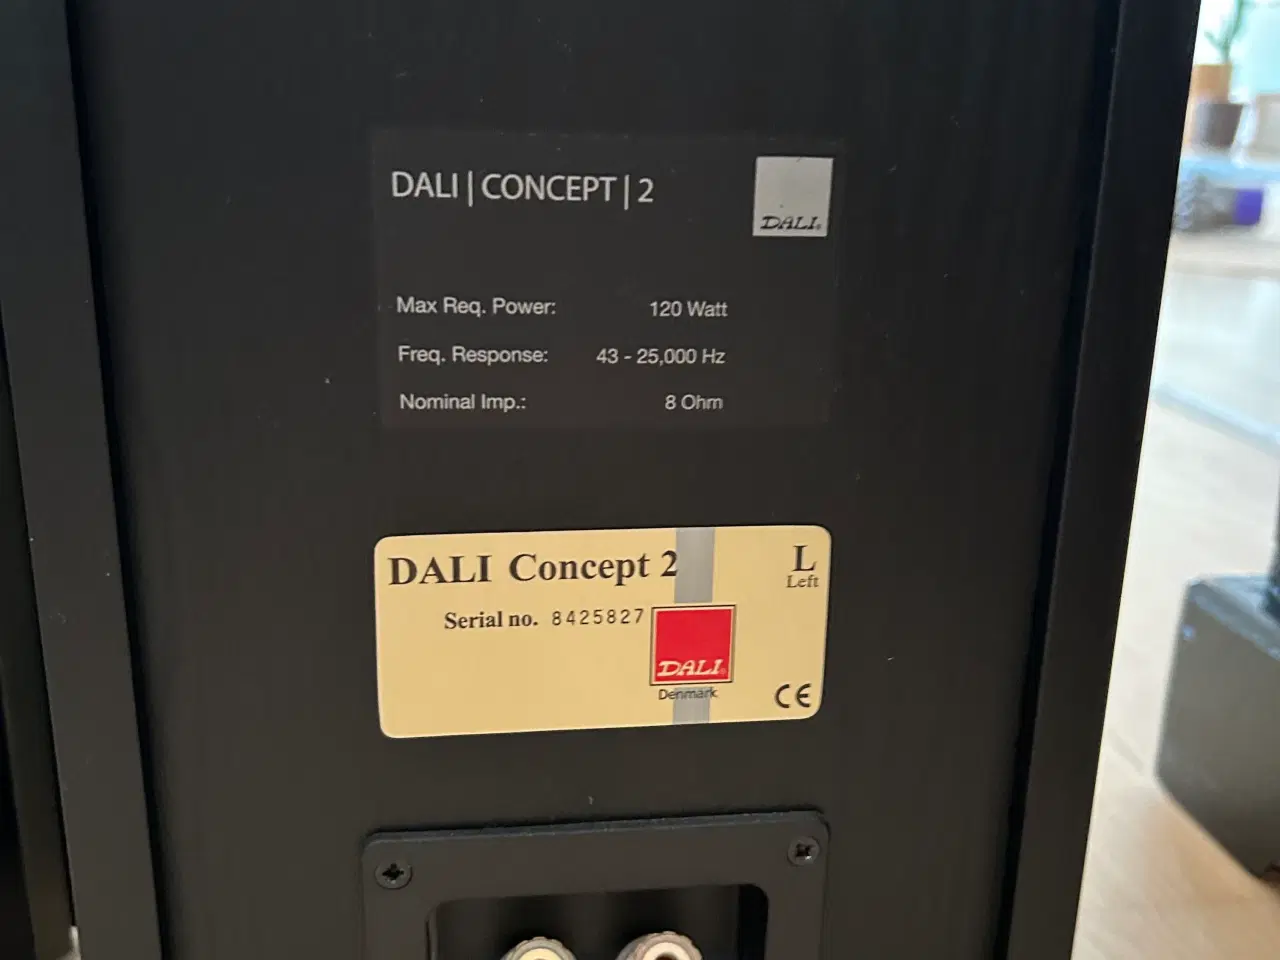 DALI | CONCEPT | 2
DALI
Max Req. Power: 120 Watt
Freq. Response: 43 - 25,000 Hz
Nominal Imp.: 8 Ohm
DALI Concept 2
L
Left
Serial no. 8425827
DALI
Denmark
CE